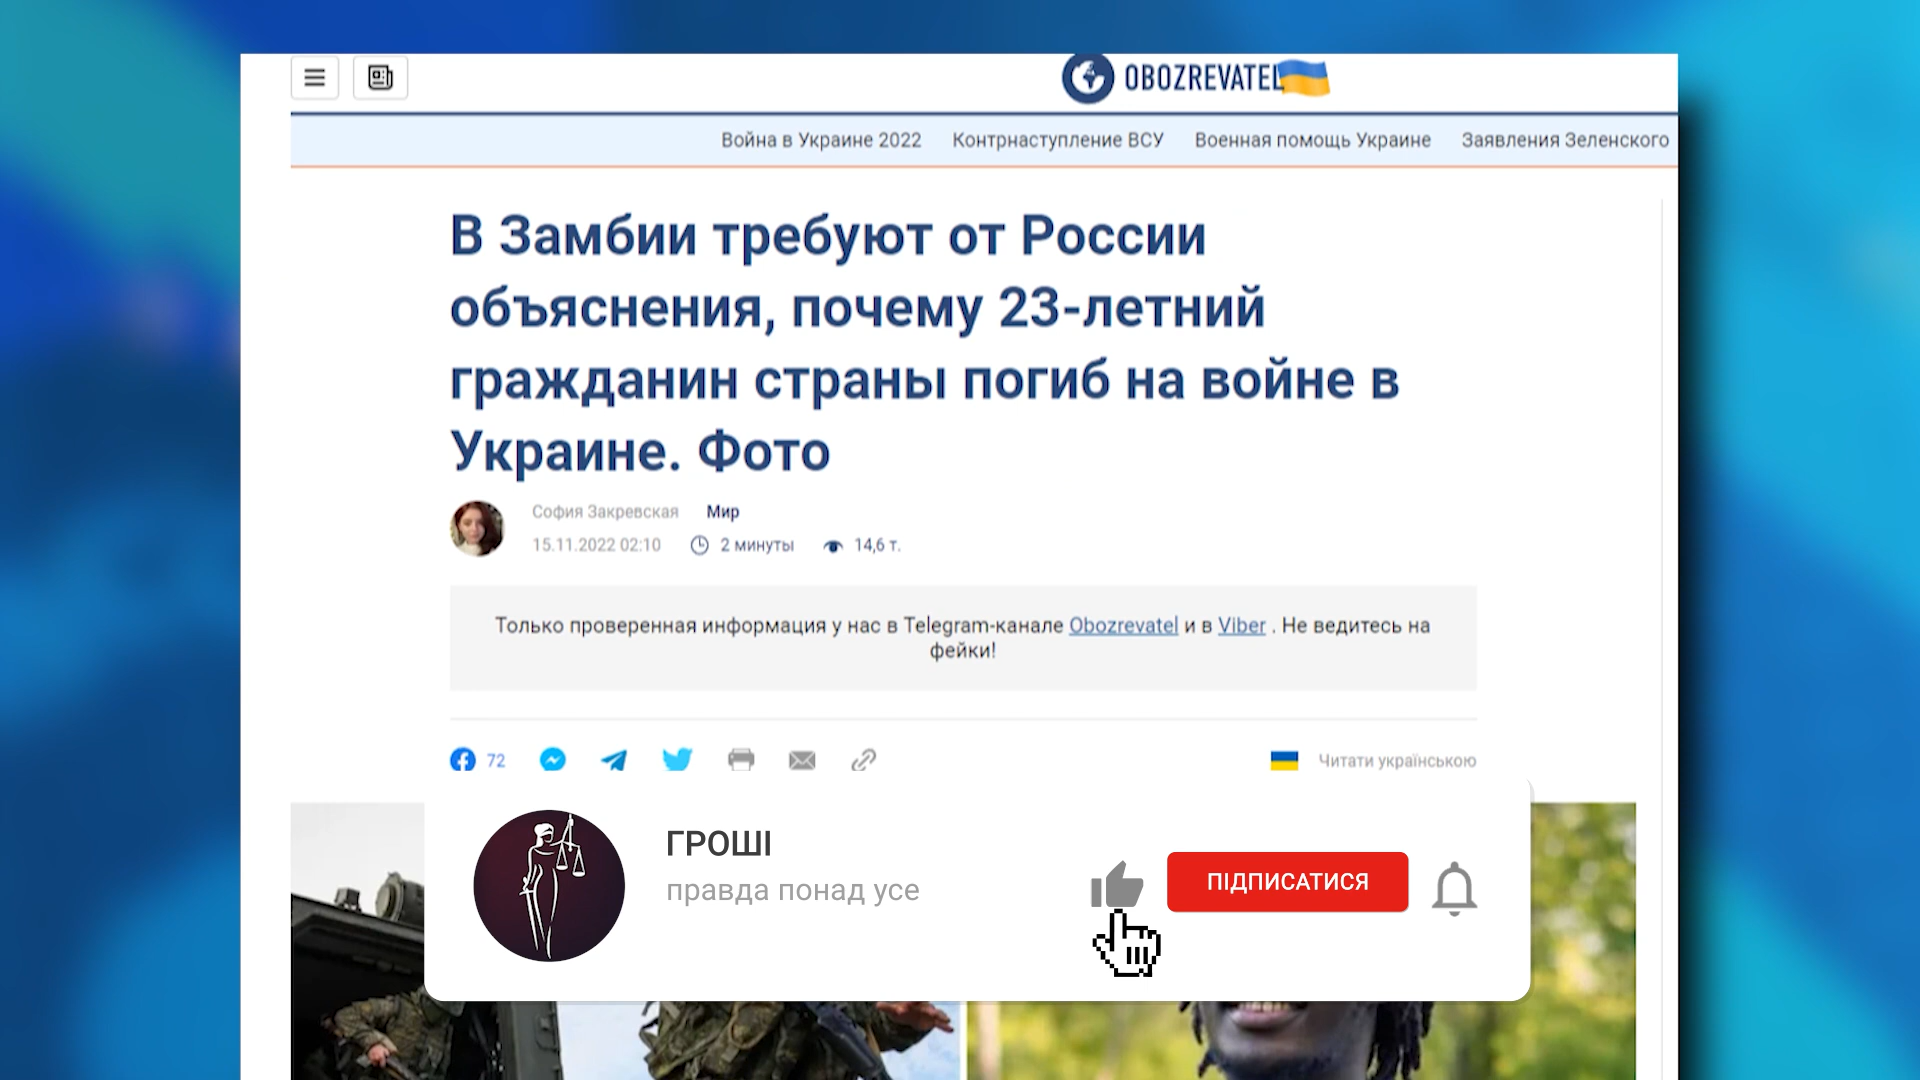 OBOZREVATEL
Война в Украине 2022 Контрнаступление ВСУ Военная помощь Украине Заявления Зеленского
В Замбии требуют от России
объяснения, почему 23-летний
гражданин страны погиб на войне в
Украине. Фото
София Закревская Мир
15.11.2022 02:10 2 минуты 14,6 т.
Только проверенная информация у нас в Telegram-канале Obozrevatel и в Viber . Не ведитесь на
фейки!
72 Читати українською
ГРОШІ
правда понад усе
ПІДПИСАТИСЯ